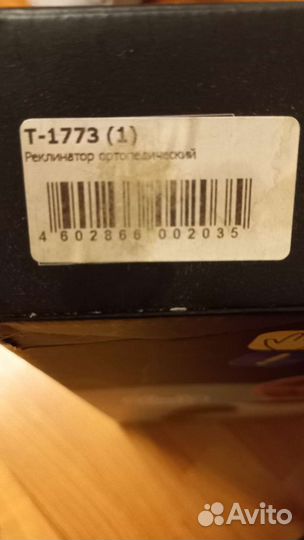 T-1773 (1)
Реклинатор ортопедический
4 602866 002035
Avito